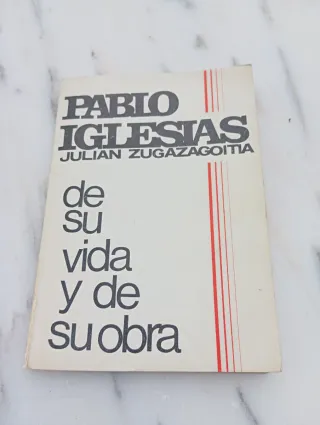 PABLO
IGLESIAS
JULIAN ZUGAZAGOITIA
de
su
vida
y de
su obra